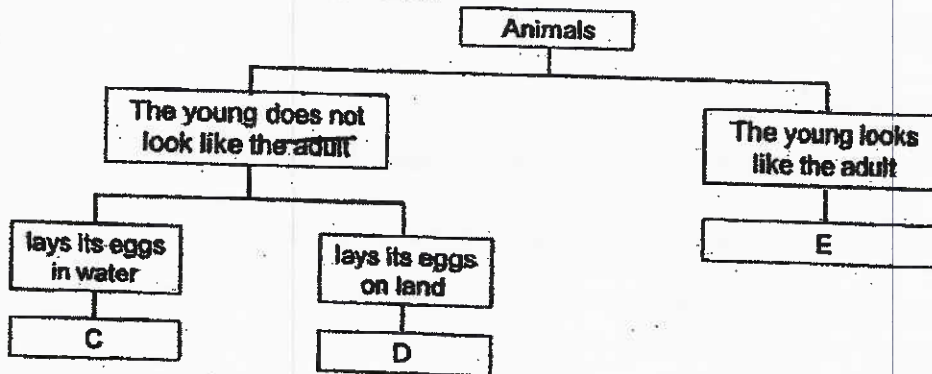 Animals
The young does not
look like the adult
The young looks
like the adult
lays its eggs
in water
lays its eggs
on land
E
C
D